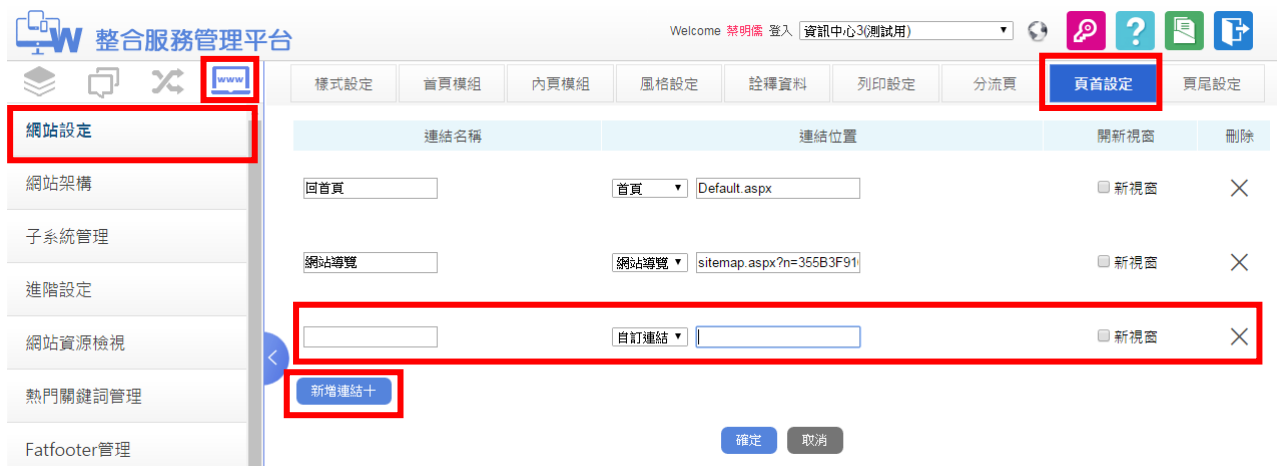 W 整合服務管理平台
Welcome 蔡明儒 登入 資訊中心3(測試用)
?
www
樣式設定 首頁模組 內頁模組 風格設定 詮釋資料 列印設定 分流頁 頁首設定 頁尾設定
網站設定
網站架構
子系統管理
進階設定
網站資源檢視
熱門關鍵詞管理
Fatfooter管理
連結名稱 連結位置 開新視窗 刪除
回首頁 首頁 Default.aspx 新視窗
網站導覽 網站導覽 sitemap.aspx?n=355B3F91 新視窗
自訂連結 新視窗
新增連結＋
確定 取消